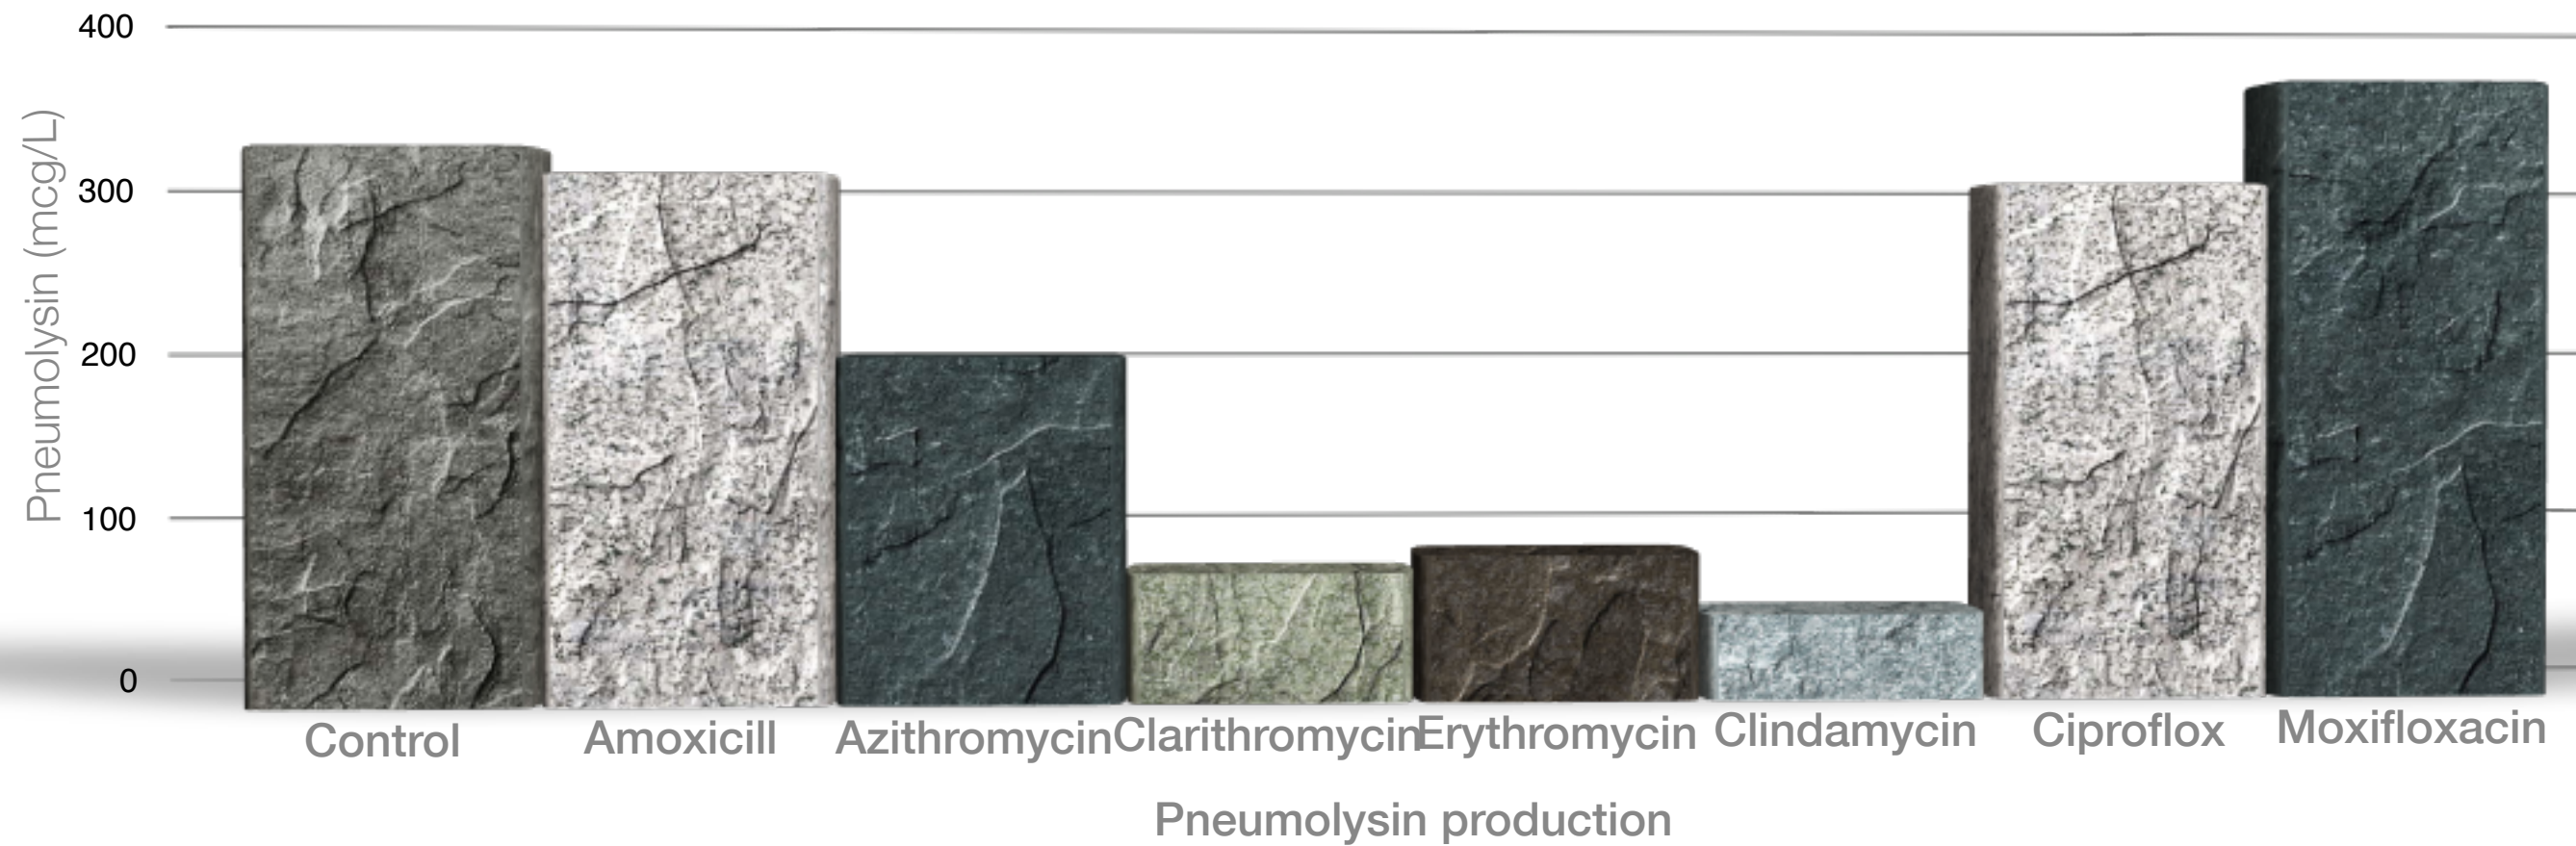 400
300
200
100
0
Pneumolysin (mcg/L)
Control Amoxicill Azithromycin Clarithromycin Erythromycin Clindamycin Ciproflox Moxifloxacin
Pneumolysin production